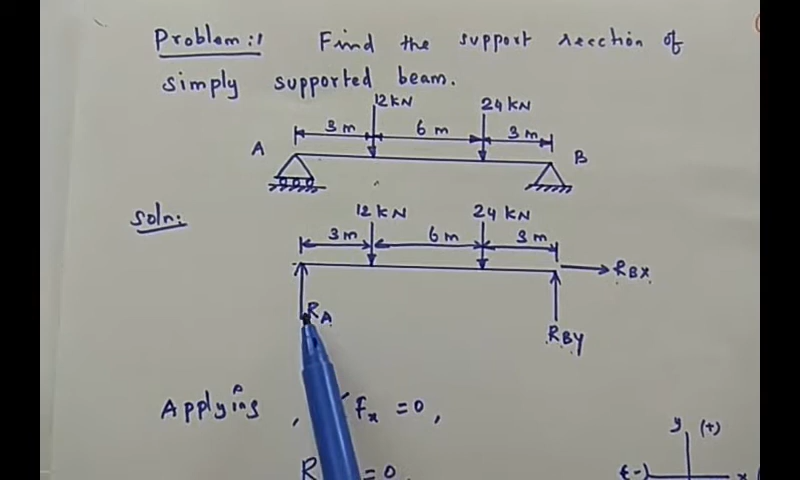 Problem:1 Find the support reection of
simply supported beam.
12 kN 24 kN
3 m 6 m 3 m
A B
Soln:
12 kN 24 kN
3 m 6 m 3 m
RBX
RA
RBY
Applying , Fx = 0,
y (+)
R = 0.
(-) x